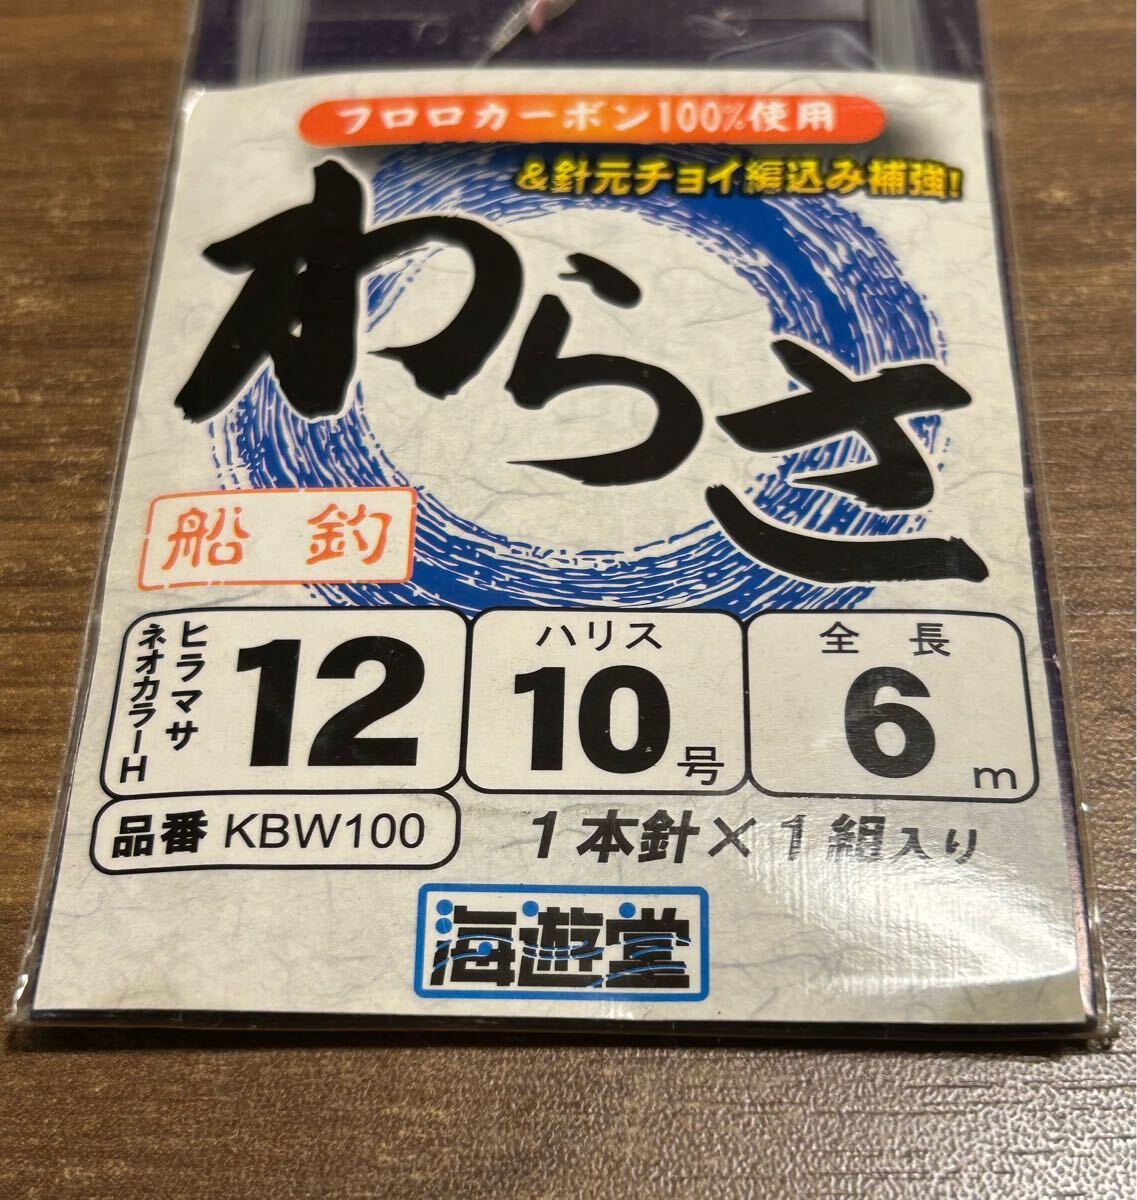 フロロカーボン100%使用
&針元チョイ編込み補強!
わらさ
船釣
ヒラマサ
ネオカラーH
12
ハリス
10号
全長
6m
品番 KBW100
1本針×1組入り
海遊堂